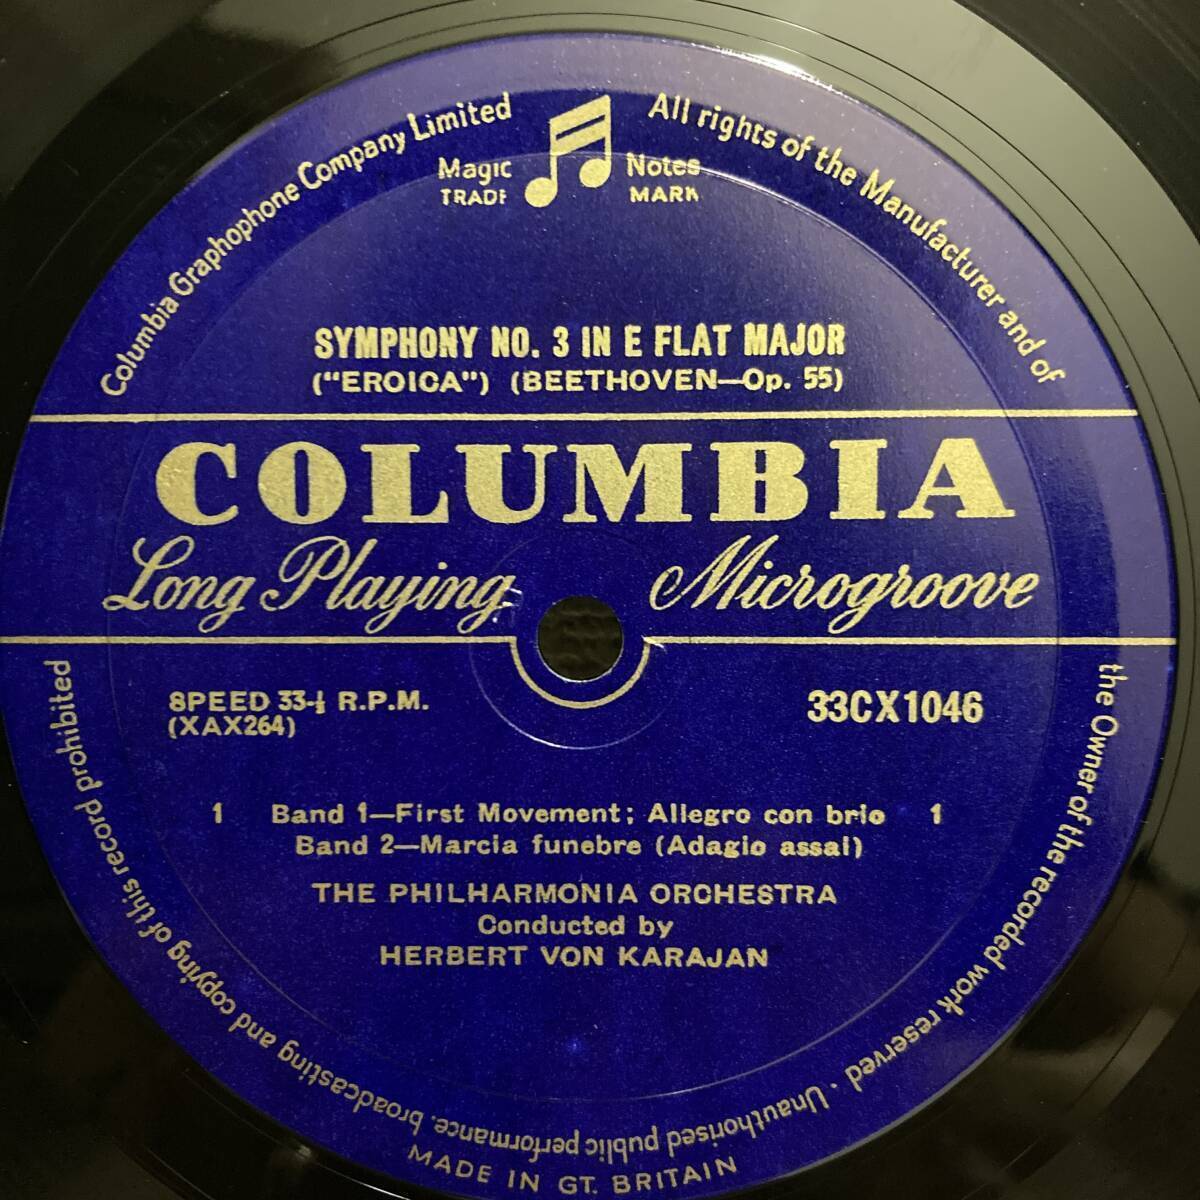 Columbia Graphophone Company Limited
All rights of the Manufacturer and of the Owner of the recorded work reserved · Unauthorised public performance, broadcasting and copying of this record prohibited
Magic Notes
TRADE MARK
SYMPHONY NO. 3 IN E FLAT MAJOR
("EROICA") (BEETHOVEN—Op. 55)
COLUMBIA
Long Playing Microgroove
SPEED 33-⅓ R.P.M.
(XAX264)
33CX1046
1 Band 1—First Movement; Allegro con brio 1
Band 2—Marcia funebre (Adagio assai)
THE PHILHARMONIA ORCHESTRA
Conducted by
HERBERT VON KARAJAN
MADE IN GT. BRITAIN